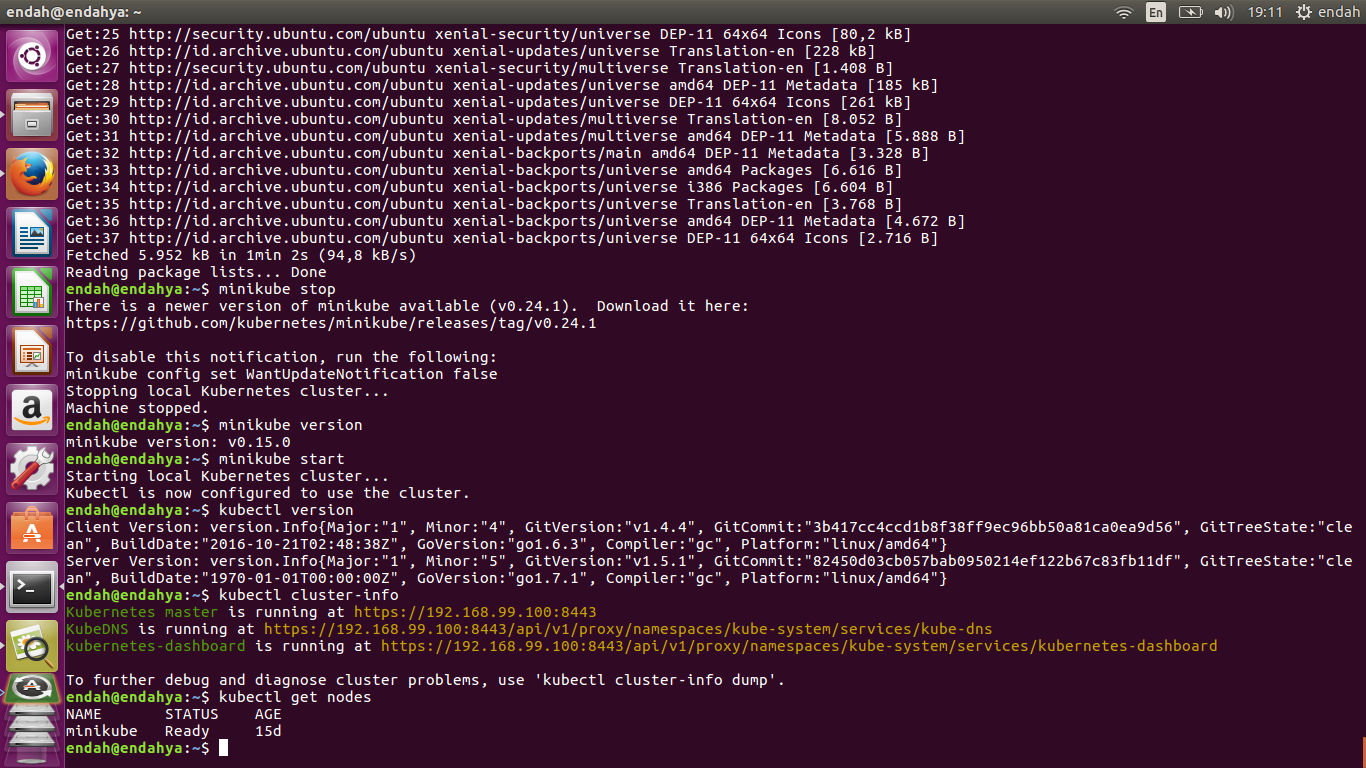 endah@endahya: ~
En
19:11
endah
Get:25 http://security.ubuntu.com/ubuntu xenial-security/universe DEP-11 64x64 Icons [80,2 kB]
Get:26 http://id.archive.ubuntu.com/ubuntu xenial-updates/universe Translation-en [228 kB]
Get:27 http://security.ubuntu.com/ubuntu xenial-security/multiverse Translation-en [1.408 B]
Get:28 http://id.archive.ubuntu.com/ubuntu xenial-updates/universe amd64 DEP-11 Metadata [185 kB]
Get:29 http://id.archive.ubuntu.com/ubuntu xenial-updates/universe DEP-11 64x64 Icons [261 kB]
Get:30 http://id.archive.ubuntu.com/ubuntu xenial-updates/multiverse Translation-en [8.052 B]
Get:31 http://id.archive.ubuntu.com/ubuntu xenial-updates/multiverse amd64 DEP-11 Metadata [5.888 B]
Get:32 http://id.archive.ubuntu.com/ubuntu xenial-backports/main amd64 DEP-11 Metadata [3.328 B]
Get:33 http://id.archive.ubuntu.com/ubuntu xenial-backports/universe amd64 Packages [6.616 B]
Get:34 http://id.archive.ubuntu.com/ubuntu xenial-backports/universe i386 Packages [6.604 B]
Get:35 http://id.archive.ubuntu.com/ubuntu xenial-backports/universe Translation-en [3.768 B]
Get:36 http://id.archive.ubuntu.com/ubuntu xenial-backports/universe amd64 DEP-11 Metadata [4.672 B]
Get:37 http://id.archive.ubuntu.com/ubuntu xenial-backports/universe DEP-11 64x64 Icons [2.716 B]
Fetched 5.952 kB in 1min 2s (94,8 kB/s)
Reading package lists... Done
endah@endahya:~$ minikube stop
There is a newer version of minikube available (v0.24.1).  Download it here:
https://github.com/kubernetes/minikube/releases/tag/v0.24.1
To disable this notification, run the following:
minikube config set WantUpdateNotification false
Stopping local Kubernetes cluster...
Machine stopped.
endah@endahya:~$ minikube version
minikube version: v0.15.0
endah@endahya:~$ minikube start
Starting local Kubernetes cluster...
Kubectl is now configured to use the cluster.
endah@endahya:~$ kubectl version
Client Version: version.Info{Major:"1", Minor:"4", GitVersion:"v1.4.4", GitCommit:"3b417cc4ccd1b8f38ff9ec96bb50a81ca0ea9d56", GitTreeState:"cle
an", BuildDate:"2016-10-21T02:48:38Z", GoVersion:"go1.6.3", Compiler:"gc", Platform:"linux/amd64"}
Server Version: version.Info{Major:"1", Minor:"5", GitVersion:"v1.5.1", GitCommit:"82450d03cb057bab0950214ef122b67c83fb11df", GitTreeState:"cle
an", BuildDate:"1970-01-01T00:00:00Z", GoVersion:"go1.7.1", Compiler:"gc", Platform:"linux/amd64"}
endah@endahya:~$ kubectl cluster-info
Kubernetes master is running at https://192.168.99.100:8443
KubeDNS is running at https://192.168.99.100:8443/api/v1/proxy/namespaces/kube-system/services/kube-dns
kubernetes-dashboard is running at https://192.168.99.100:8443/api/v1/proxy/namespaces/kube-system/services/kubernetes-dashboard
To further debug and diagnose cluster problems, use 'kubectl cluster-info dump'.
endah@endahya:~$ kubectl get nodes
NAME       STATUS    AGE
minikube   Ready     15d
endah@endahya:~$